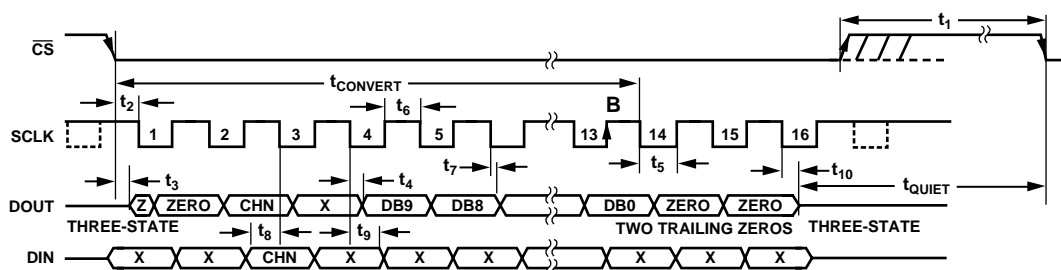 t1
CS
tCONVERT
t2
t6
B
SCLK
1 2 3 4 5 13 14 15 16
t7
t5
t10
t3
t4
tQUIET
DOUT
Z ZERO CHN X DB9 DB8 DB0 ZERO ZERO
THREE-STATE
TWO TRAILING ZEROS
THREE-STATE
t8
t9
DIN
X X CHN X X X X X X